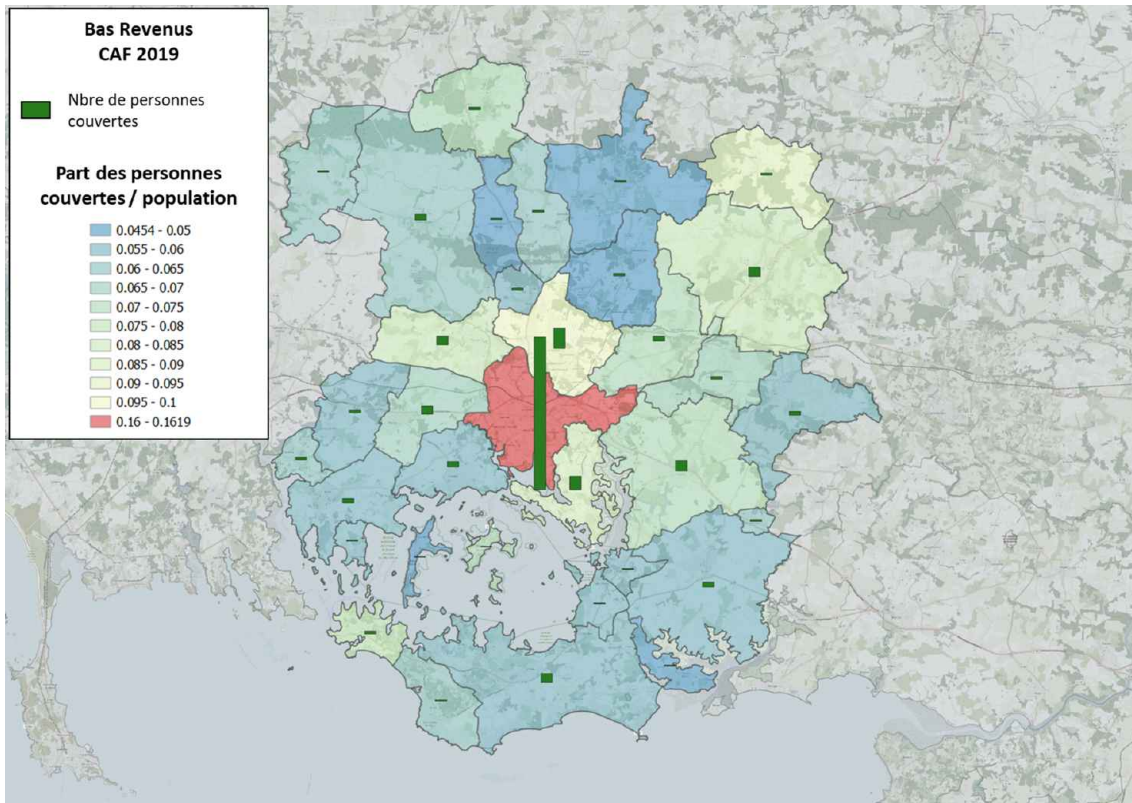 Bas Revenus
CAF 2019
Nbre de personnes
couvertes
Part des personnes
couvertes / population
0.0454 - 0.05
0.055 - 0.06
0.06 - 0.065
0.065 - 0.07
0.07 - 0.075
0.075 - 0.08
0.08 - 0.085
0.085 - 0.09
0.09 - 0.095
0.095 - 0.1
0.16 - 0.1619